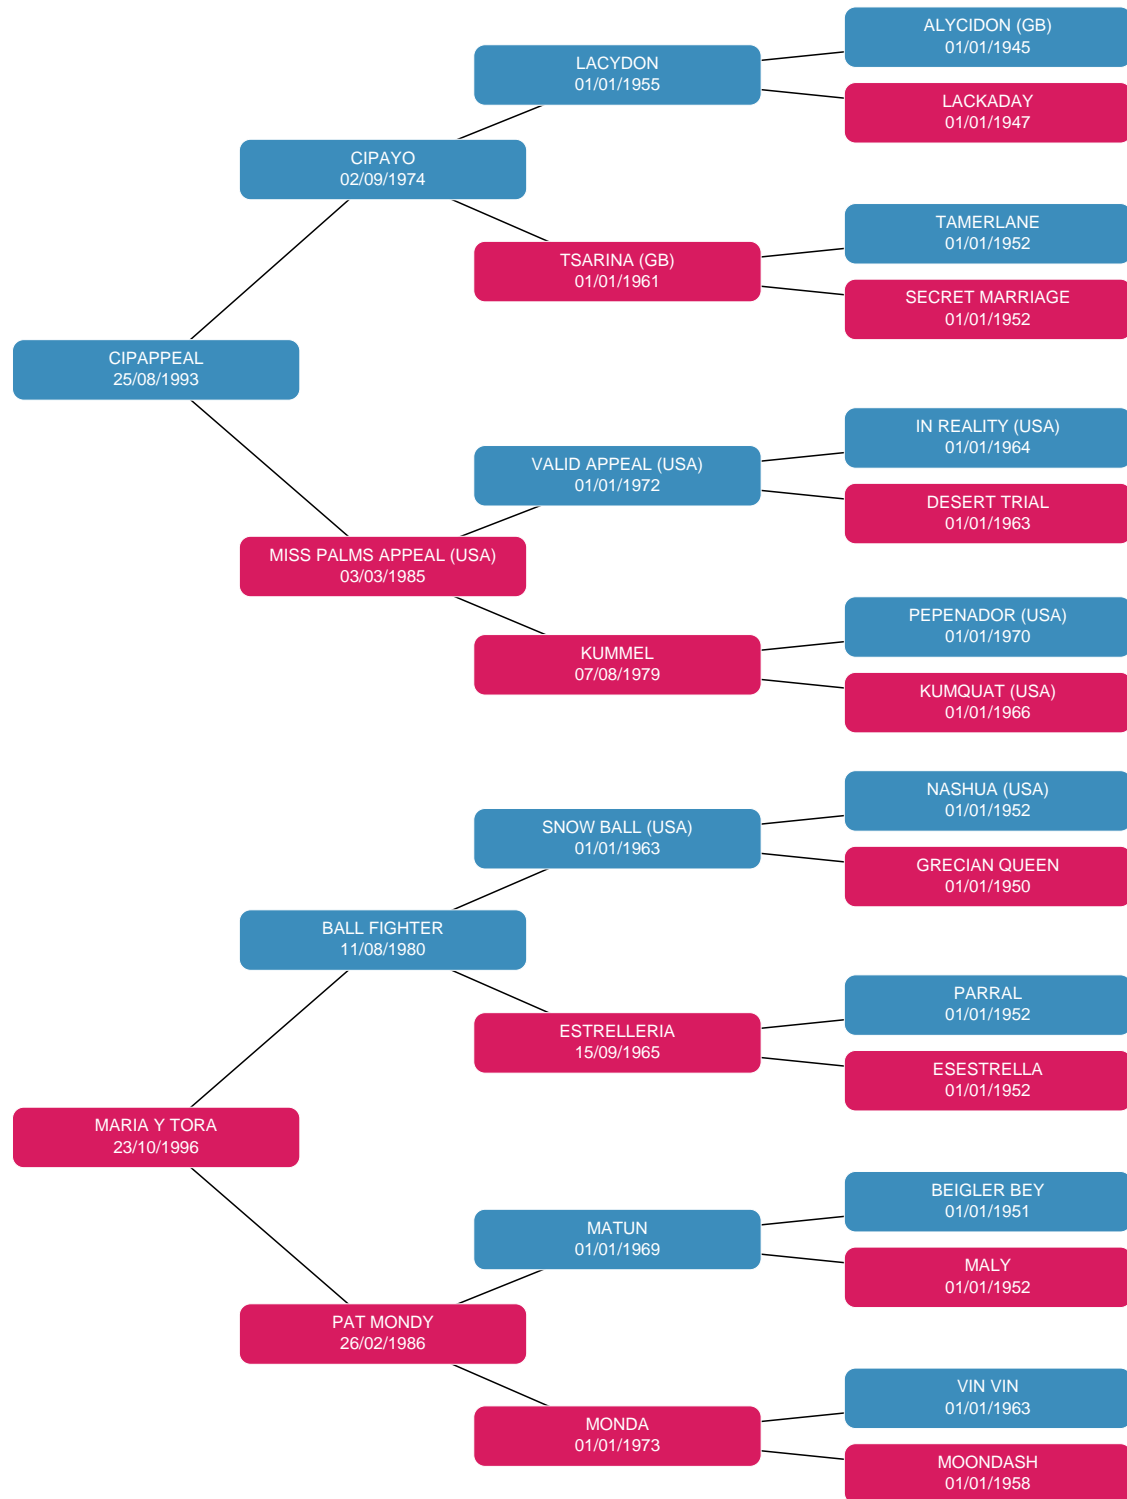 ALYCIDON (GB)
01/01/1945
LACYDON
01/01/1955
LACKADAY
01/01/1947
CIPAYO
02/09/1974
TAMERLANE
01/01/1952
TSARINA (GB)
01/01/1961
SECRET MARRIAGE
01/01/1952
CIPAPPEAL
25/08/1993
IN REALITY (USA)
01/01/1964
VALID APPEAL (USA)
01/01/1972
DESERT TRIAL
01/01/1963
MISS PALMS APPEAL (USA)
03/03/1985
PEPENADOR (USA)
01/01/1970
KUMMEL
07/08/1979
KUMQUAT (USA)
01/01/1966
NASHUA (USA)
01/01/1952
SNOW BALL (USA)
01/01/1963
GRECIAN QUEEN
01/01/1950
BALL FIGHTER
11/08/1980
PARRAL
01/01/1952
ESTRELLERIA
15/09/1965
ESESTRELLA
01/01/1952
MARIA Y TORA
23/10/1996
BEIGLER BEY
01/01/1951
MATUN
01/01/1969
MALY
01/01/1952
PAT MONDY
26/02/1986
VIN VIN
01/01/1963
MONDA
01/01/1973
MOONDASH
01/01/1958